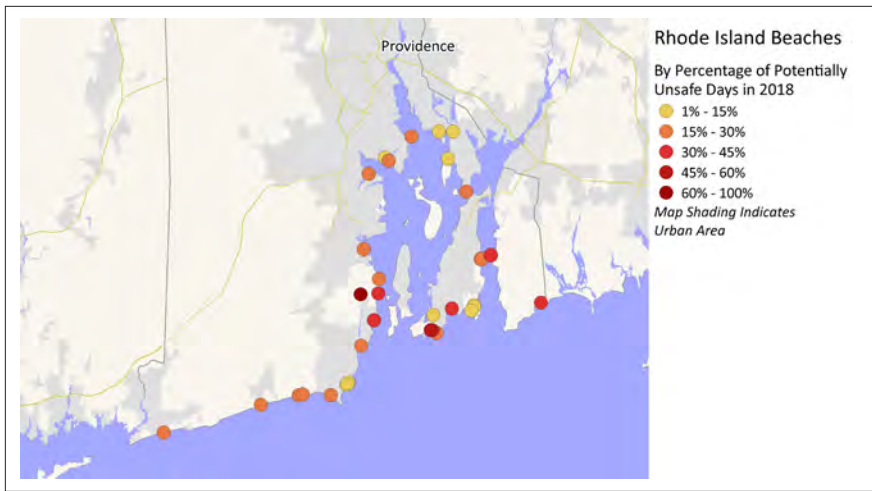 Providence
Rhode Island Beaches
By Percentage of Potentially
Unsafe Days in 2018
1% - 15%
15% - 30%
30% - 45%
45% - 60%
60% - 100%
Map Shading Indicates
Urban Area